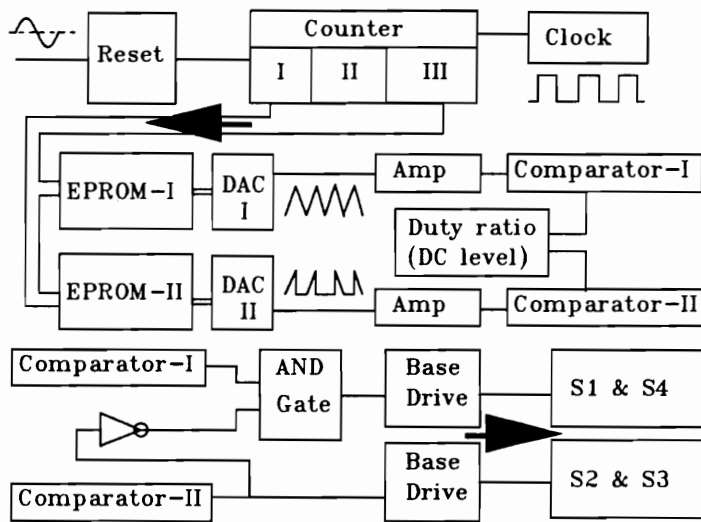 Counter
Reset
Clock
I II III
EPROM-I
DAC
I
Amp
Comparator-I
Duty ratio
(DC level)
EPROM-II
DAC
II
Amp
Comparator-II
Comparator-I
AND
Gate
Base
Drive
S1 & S4
Comparator-II
Base
Drive
S2 & S3